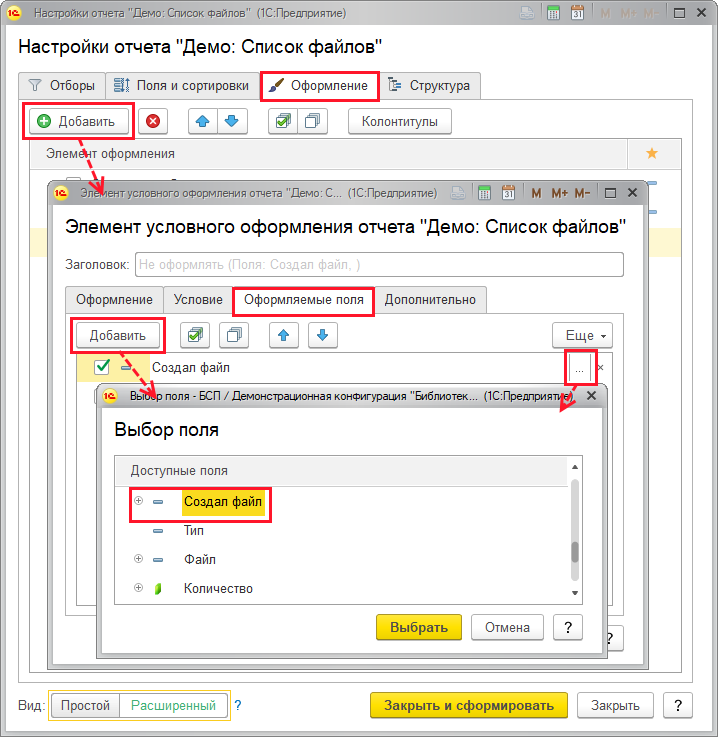 Настройки отчета "Демо: Список файлов" (1С:Предприятие) M M+ M−
Настройки отчета "Демо: Список файлов"
Отборы Поля и сортировки Оформление Структура
Добавить Колонтитулы
Элемент оформления
Элемент условного оформления отчета "Демо: С... (1С:Предприятие) M M+ M−
Элемент условного оформления отчета "Демо: Список файлов"
Заголовок: Не оформлять (Поля: Создал файл, )
Оформление Условие Оформляемые поля Дополнительно
Добавить Еще
Создал файл ... ×
Выбор поля - БСП / Демонстрационная конфигурация "Библиотек... (1С:Предприятие)
Выбор поля
Доступные поля
Создал файл
Тип
Файл
Количество
Выбрать Отмена ?
?
Вид: Простой Расширенный ? Закрыть и сформировать Закрыть ?